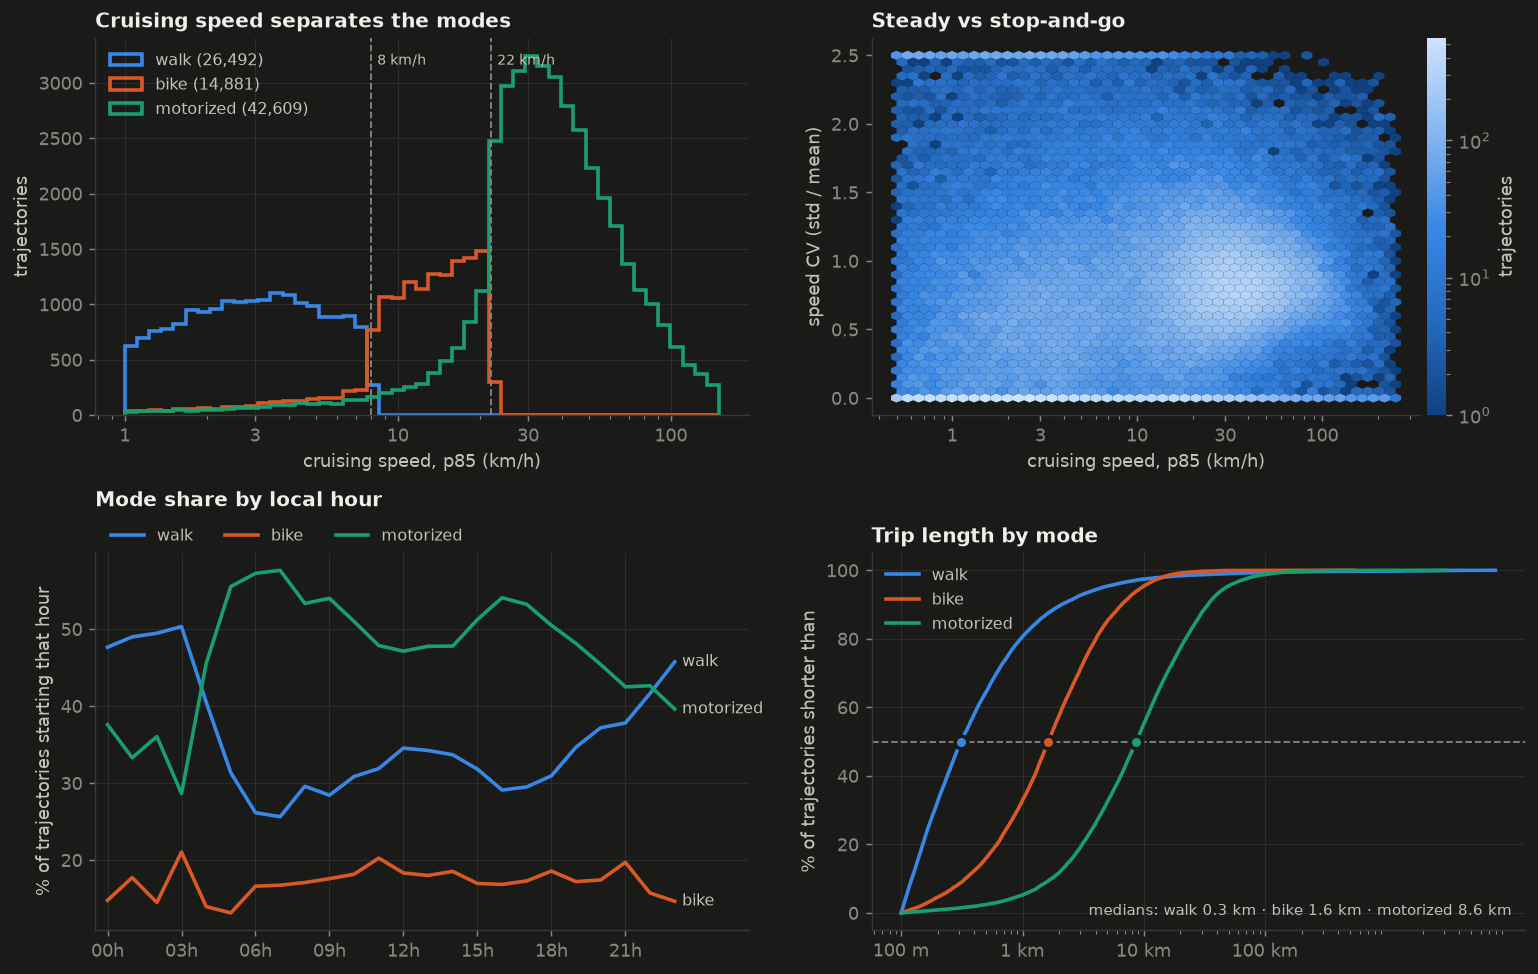 Cruising speed separates the modes
walk (26,492)
bike (14,881)
motorized (42,609)
8 km/h
22 km/h
3000
2500
2000
1500
1000
500
0
trajectories
1
3
10
30
100
cruising speed, p85 (km/h)
Steady vs stop-and-go
2.5
2.0
1.5
1.0
0.5
0.0
speed CV (std / mean)
1
3
10
30
100
cruising speed, p85 (km/h)
10²
10¹
10⁰
trajectories
Mode share by local hour
walk
bike
motorized
50
40
30
20
% of trajectories starting that hour
walk
motorized
bike
00h
03h
06h
09h
12h
15h
18h
21h
Trip length by mode
walk
bike
motorized
100
80
60
40
20
0
% of trajectories shorter than
medians: walk 0.3 km · bike 1.6 km · motorized 8.6 km
100 m
1 km
10 km
100 km